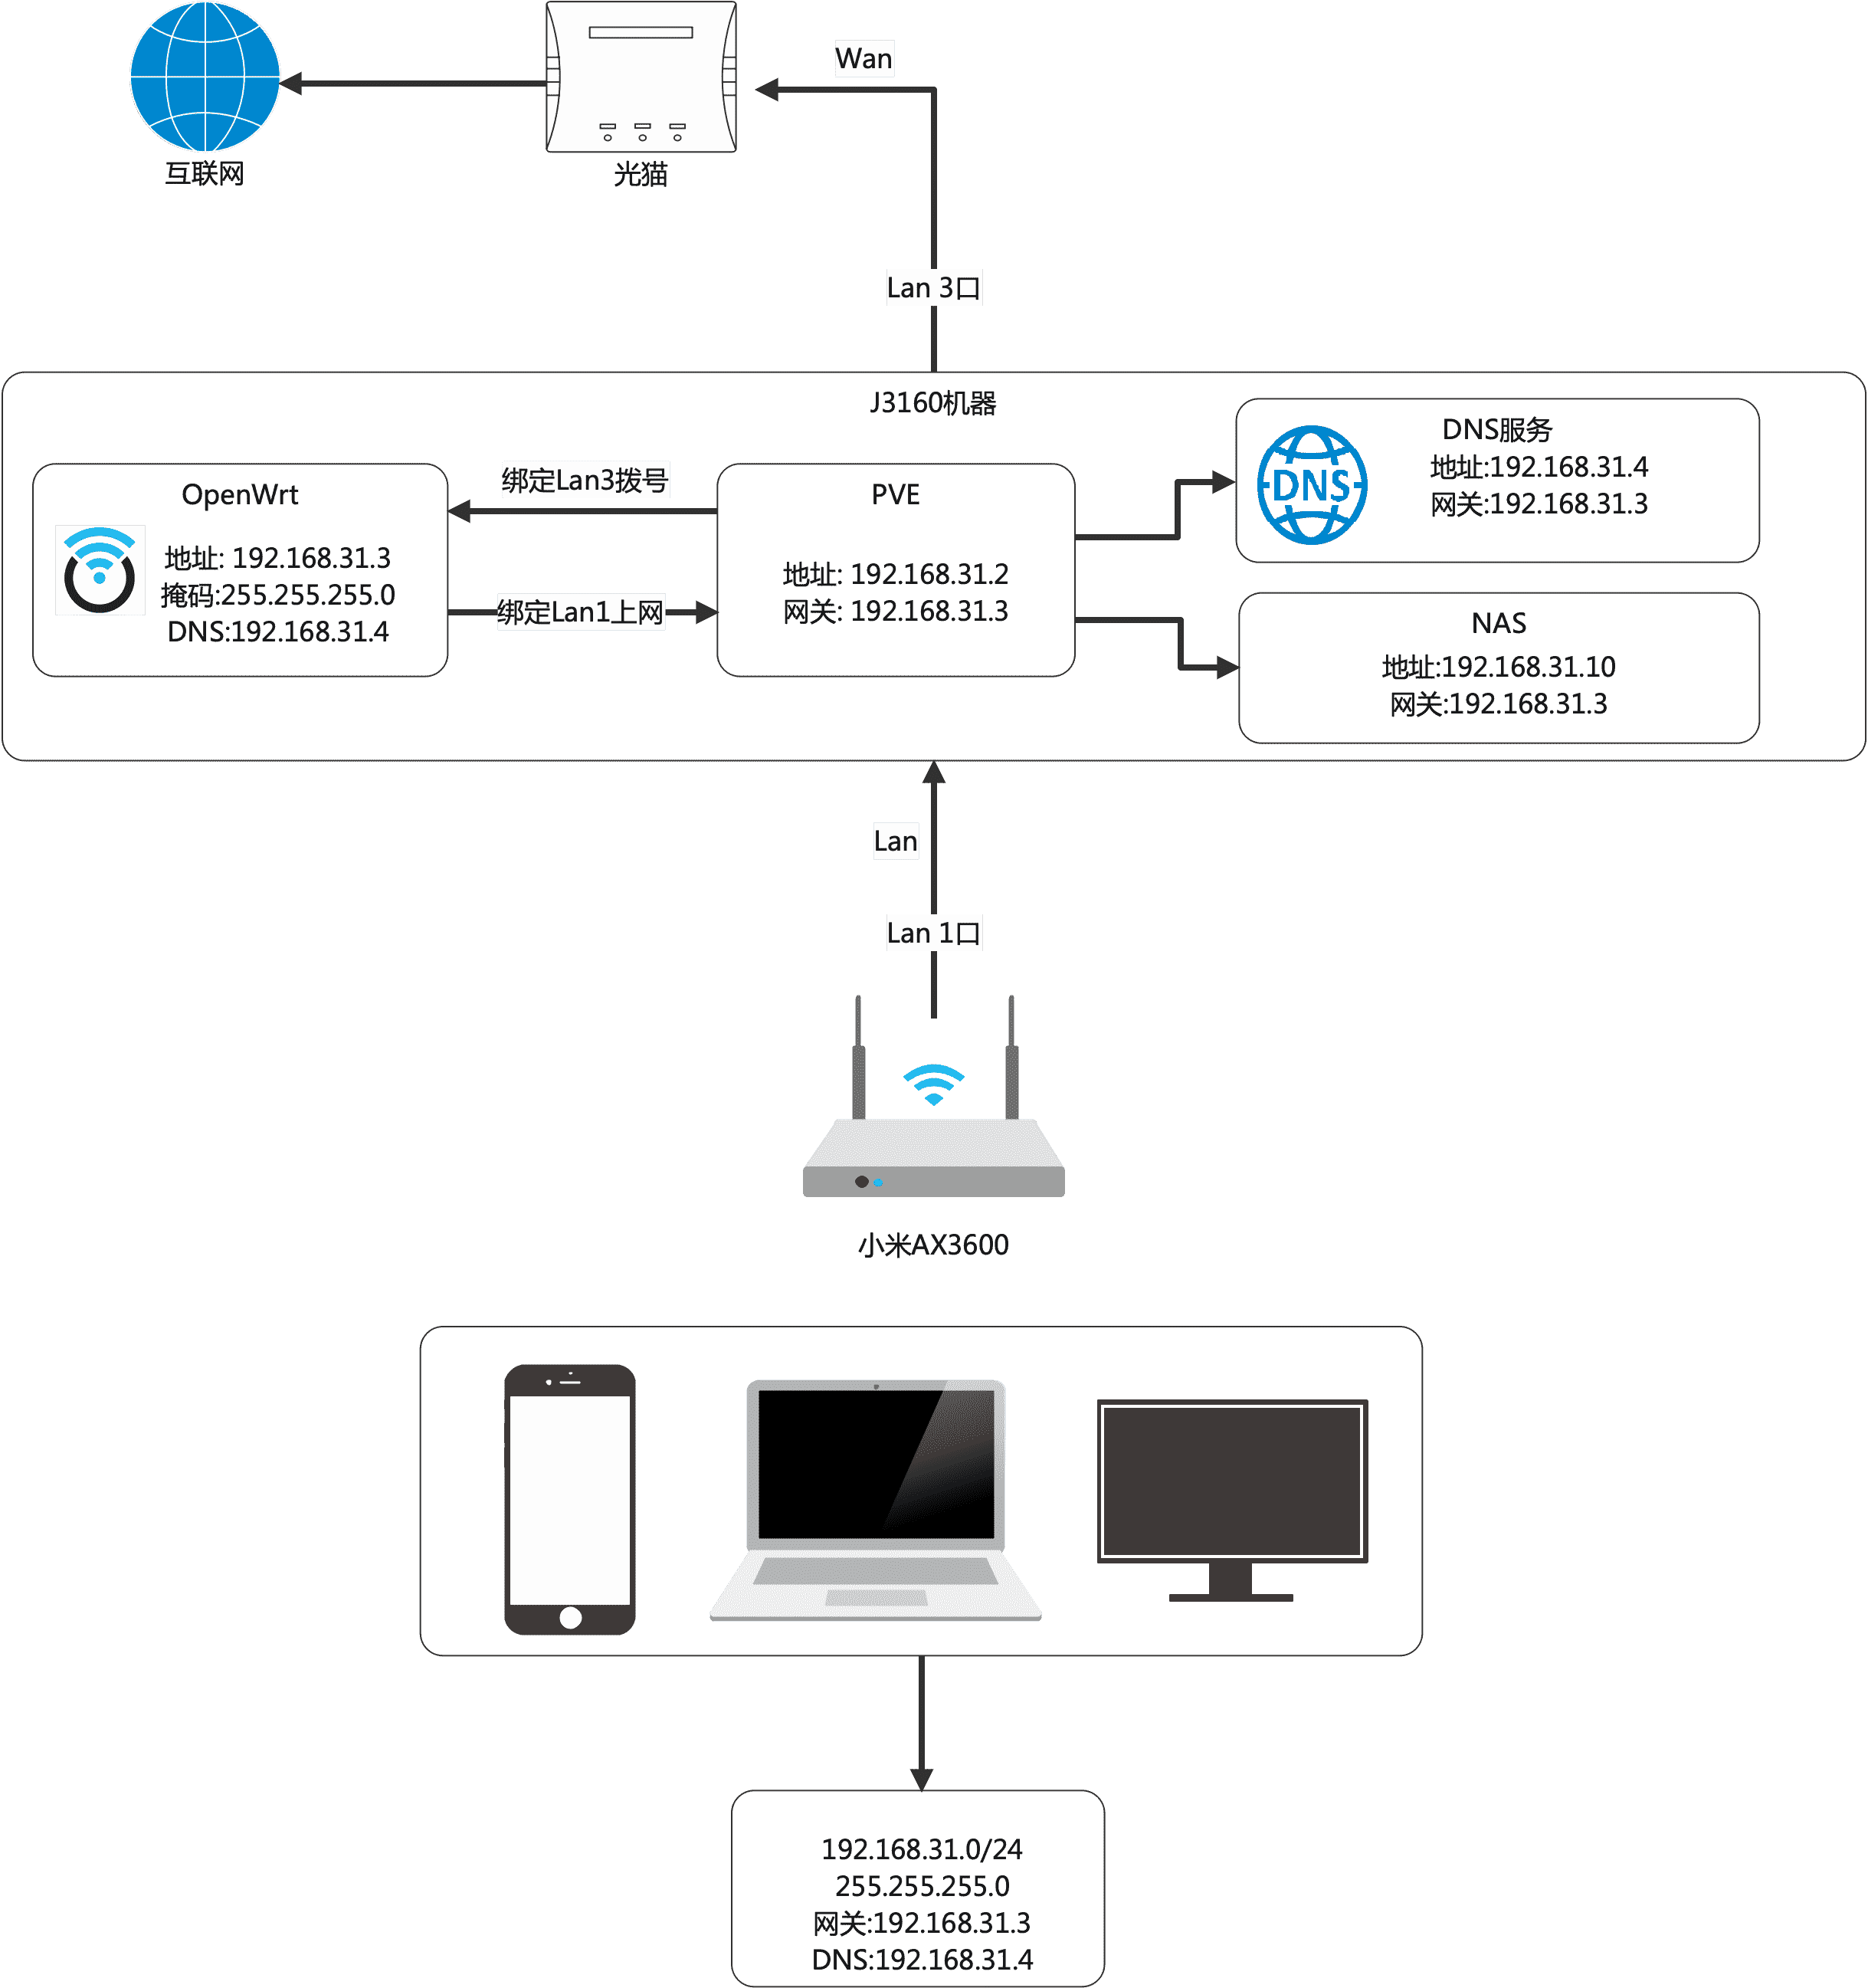 互联网
光猫
Wan
Lan 3口
J3160机器
OpenWrt
地址: 192.168.31.3
掩码:255.255.255.0
DNS:192.168.31.4
绑定Lan3拨号
绑定Lan1上网
PVE
地址: 192.168.31.2
网关: 192.168.31.3
DNS
DNS服务
地址:192.168.31.4
网关:192.168.31.3
NAS
地址:192.168.31.10
网关:192.168.31.3
Lan
Lan 1口
小米AX3600
192.168.31.0/24
255.255.255.0
网关:192.168.31.3
DNS:192.168.31.4